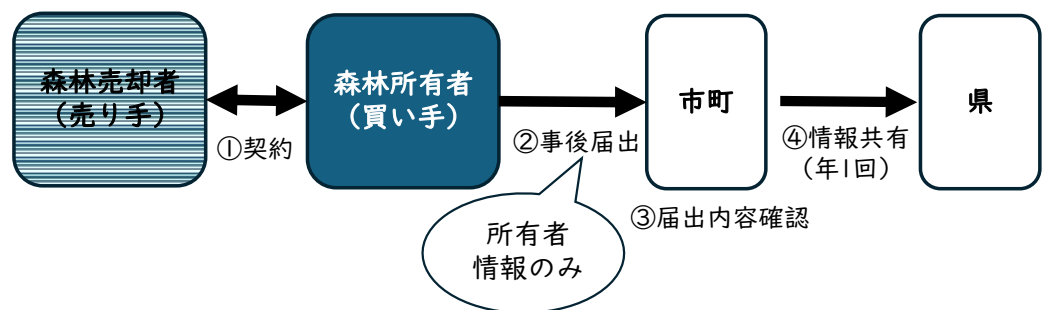 森林売却者
(売り手)
①契約
森林所有者
(買い手)
②事後届出
所有者
情報のみ
市町
③届出内容確認
④情報共有
(年1回)
県